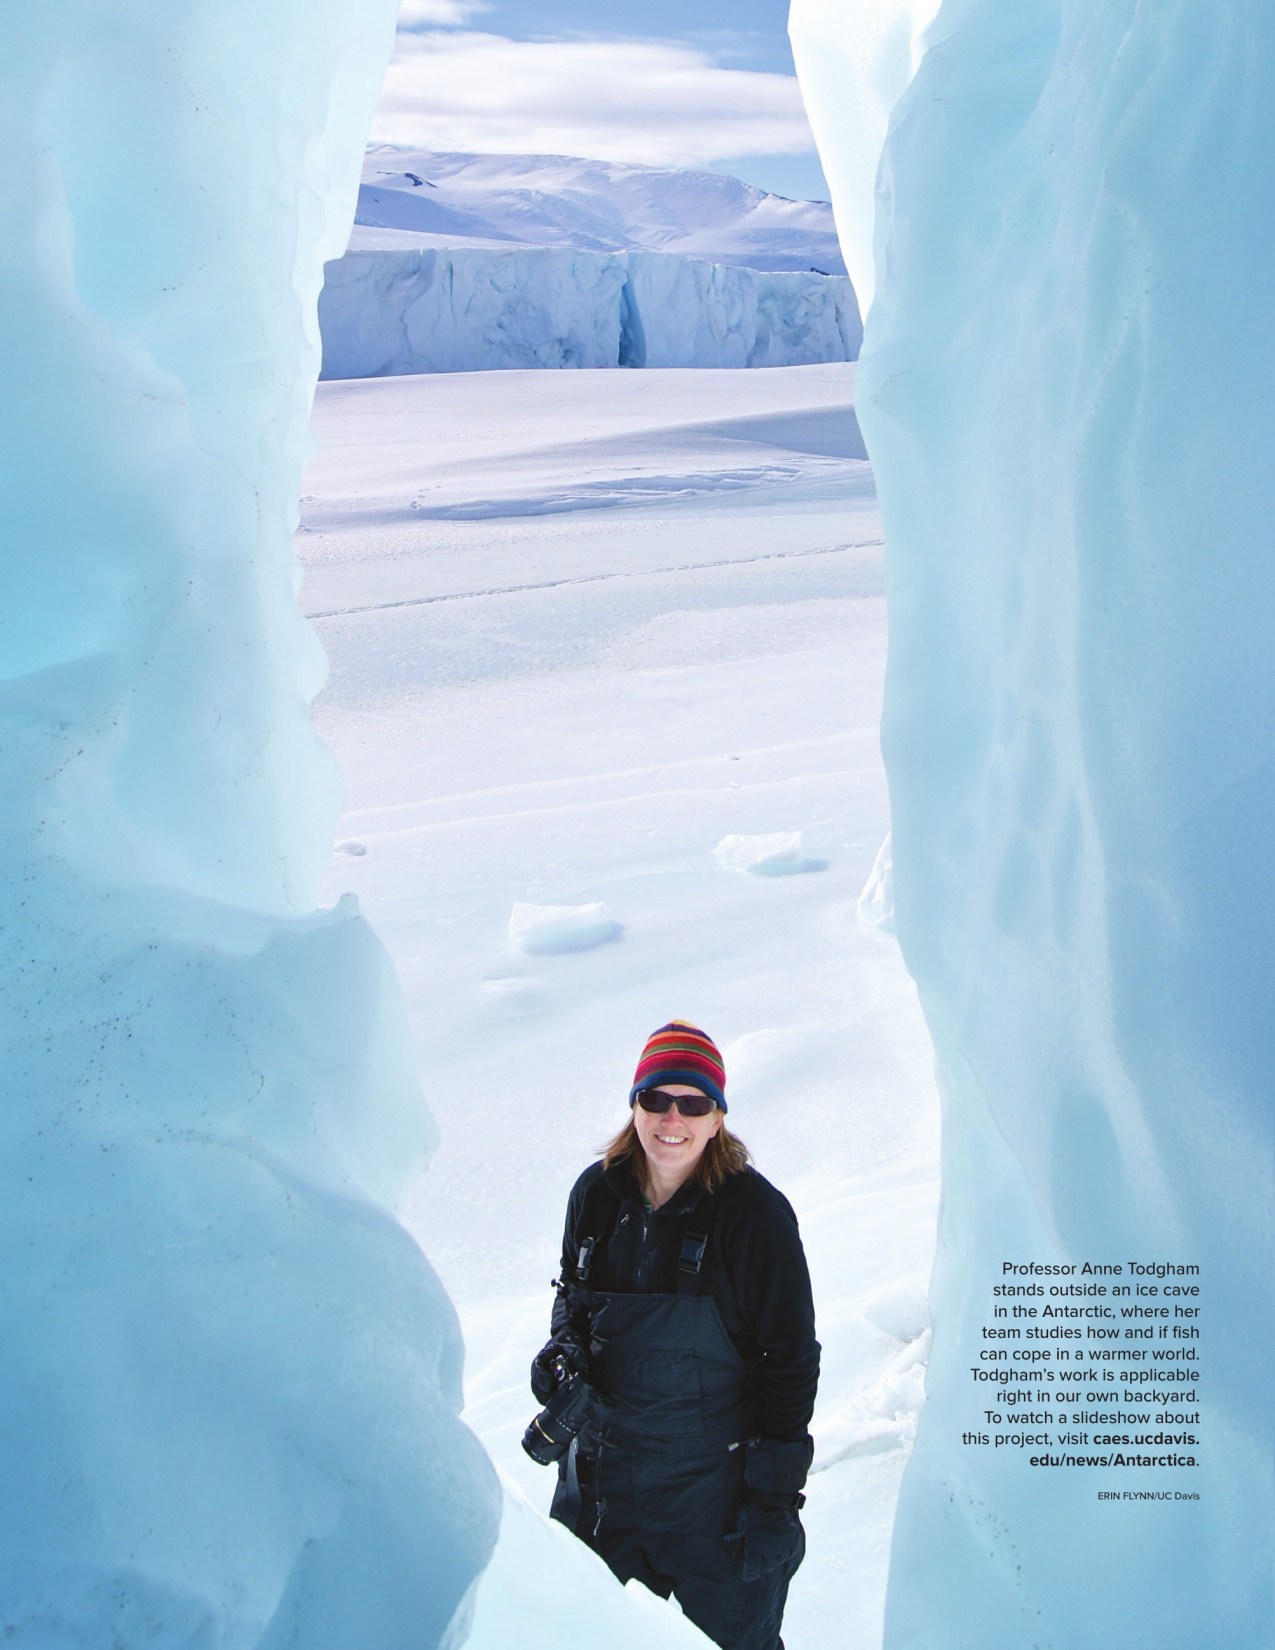 Professor Anne Todgham
stands outside an ice cave
in the Antarctic, where her
team studies how and if fish
can cope in a warmer world.
Todgham’s work is applicable
right in our own backyard.
To watch a slideshow about
this project, visit caes.ucdavis.
edu/news/Antarctica.
ERIN FLYNN/UC Davis